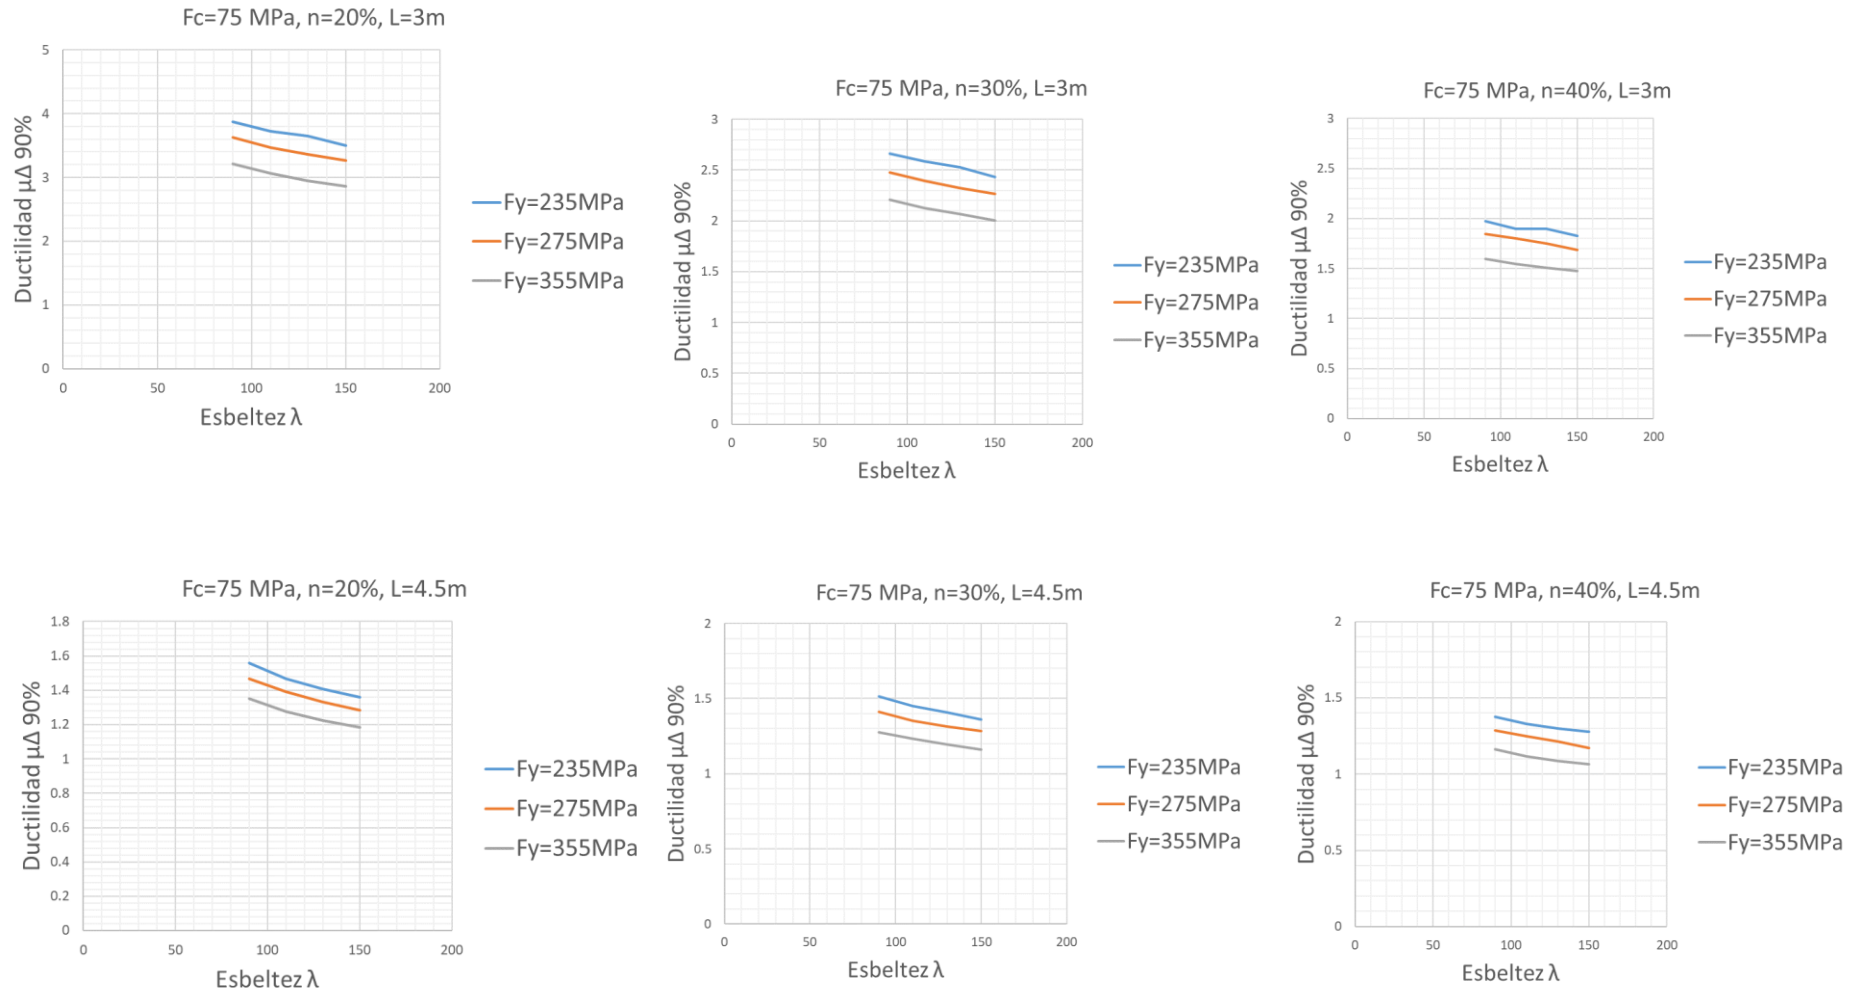 Fc=75 MPa, n=20%, L=3m
5
4
3
2
1
0
0 50 100 150 200
Ductilidad µΔ 90%
Esbeltez λ
Fy=235MPa
Fy=275MPa
Fy=355MPa
Fc=75 MPa, n=30%, L=3m
3
2.5
2
1.5
1
0.5
0
0 50 100 150 200
Ductilidad µΔ 90%
Esbeltez λ
Fy=235MPa
Fy=275MPa
Fy=355MPa
Fc=75 MPa, n=40%, L=3m
3
2.5
2
1.5
1
0.5
0
0 50 100 150 200
Ductilidad µΔ 90%
Esbeltez λ
Fy=235MPa
Fy=275MPa
Fy=355MPa
Fc=75 MPa, n=20%, L=4.5m
1.8
1.6
1.4
1.2
1
0.8
0.6
0.4
0.2
0
0 50 100 150 200
Ductilidad µΔ 90%
Esbeltez λ
Fy=235MPa
Fy=275MPa
Fy=355MPa
Fc=75 MPa, n=30%, L=4.5m
2
1.5
1
0.5
0
0 50 100 150 200
Ductilidad µΔ 90%
Esbeltez λ
Fy=235MPa
Fy=275MPa
Fy=355MPa
Fc=75 MPa, n=40%, L=4.5m
2
1.5
1
0.5
0
0 50 100 150 200
Ductilidad µΔ 90%
Esbeltez λ
Fy=235MPa
Fy=275MPa
Fy=355MPa